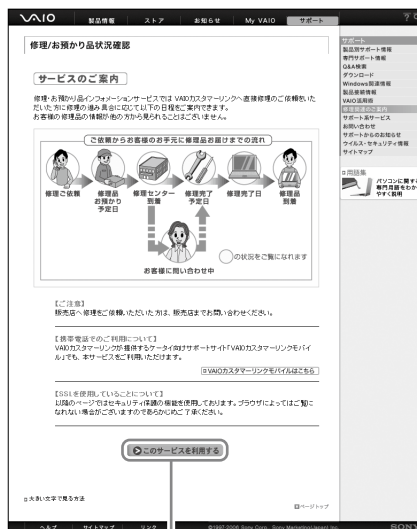 VAIO 製品情報 ストア お知らせ My VAIO サポート
修理/お預かり品状況確認
サービスのご案内
修理・お預かり品インフォメーションサービスでは VAIOカスタマーリンクへ直接修理のご依頼をいた
だいた方に修理の進み具合に応じて以下の日程をご案内できます。
お客様の修理品の情報が他の方から見られることはございません。
ご依頼からお客様のお手元に修理品お届けまでの流れ
修理ご依頼
修理品
お預かり
予定日
修理センター
到着
修理完了
予定日
修理完了日
修理品
到着
お客様に問い合わせ中
の状況をご覧になれます
【ご注意】
販売店へ修理をご依頼いただいた方は、販売店までお問い合わせください。
【携帯電話でのご利用について】
VAIOカスタマーリンクが提供するケータイ向けサポートサイト「VAIOカスタマーリンクモバイ
ル」でも、本サービスをご利用いただけます。
VAIOカスタマーリンクモバイルはこちら
【SSLを使用していることについて】
以降のページではセキュリティ保護の機能を使用しております。ブラウザによってはご覧に
なれない場合がございますのであらかじめご了承ください。
このサービスを利用する
大きい文字で見る方法
ページトップ
サポート
製品別サポート情報
専門サポート情報
Q&A検索
ダウンロード
Windows関連情報
製品接続情報
VAIO活用術
修理関連のご案内
サポート系サービス
お問い合わせ
サポートからのお知らせ
ウイルス・セキュリティ情報
サイトマップ
用語集
パソコンに関する
専門用語をわか
やすく説明
ヘルプ サイトマップ リンク ©1997-2006 Sony Corp., Sony Marketing(Japan) Inc. SONY